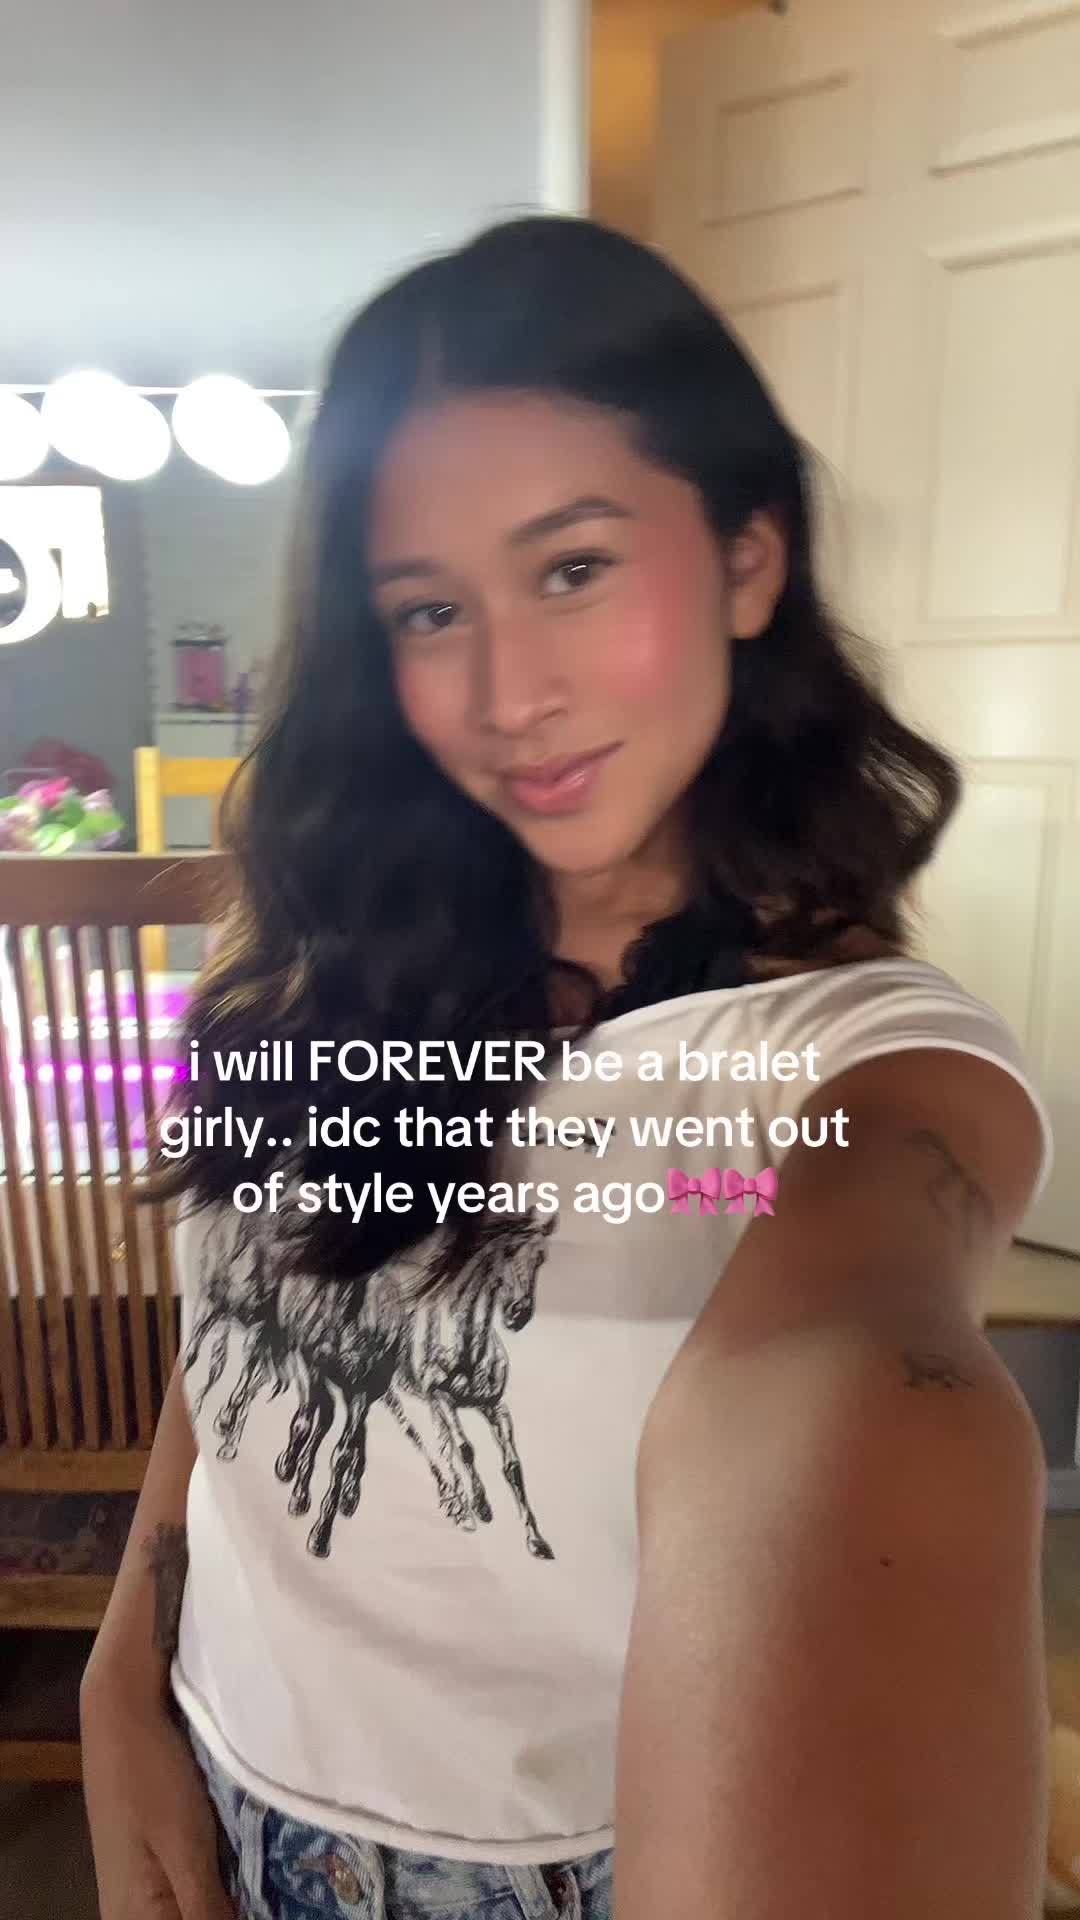 i will FOREVER be a bralet
girly.. idc that they went out
of style years ago🎀🎀